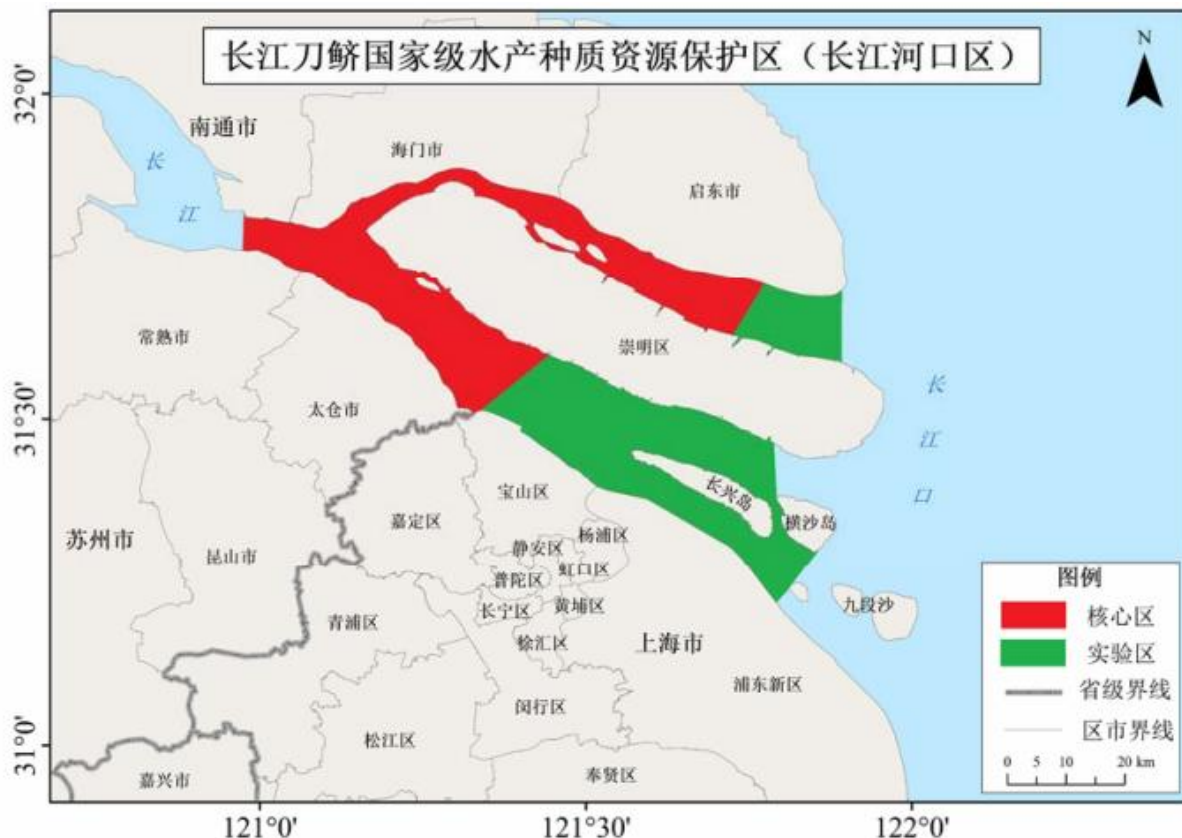 长江刀鲚国家级水产种质资源保护区（长江河口区）
N
32°0'
南通市
海门市
长
江
启东市
常熟市
崇明区
长
江
口
太仓市
31°30'
宝山区
长兴岛
横沙岛
嘉定区
苏州市
昆山市
杨浦区
静安区
虹口区
普陀区
长宁区
黄埔区
九段沙
青浦区
徐汇区
上海市
浦东新区
闵行区
松江区
31°0'
嘉兴市
奉贤区
图例
核心区
实验区
省级界线
区市界线
0 5 10 20 km
121°0'
121°30'
122°0'